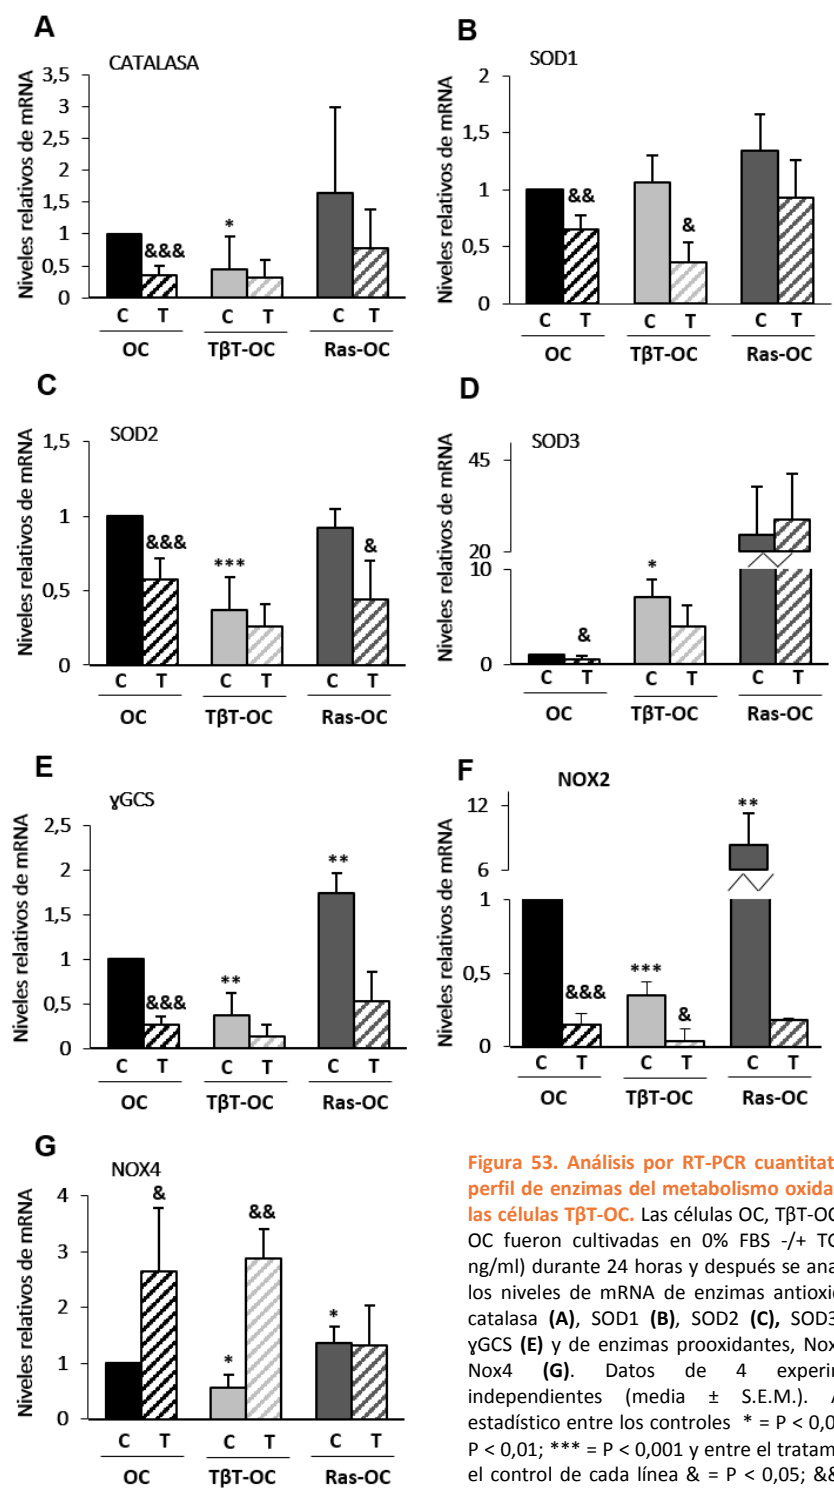 A
CATALASA
Niveles relativos de mRNA
3,5
3
2,5
2
1,5
1
0,5
0
&&&
*
C T C T C T
OC TβT-OC Ras-OC
B
SOD1
Niveles relativos de mRNA
2
1,5
1
0,5
0
&&
&
C T C T C T
OC TβT-OC Ras-OC
C
SOD2
Niveles relativos de mRNA
1,5
1
0,5
0
&&&
***
&
C T C T C T
OC TβT-OC Ras-OC
D
SOD3
Niveles relativos de mRNA
45
20
10
0
&
*
C T C T C T
OC TβT-OC Ras-OC
E
ɣGCS
Niveles relativos de mRNA
2,5
2
1,5
1
0,5
0
&&&
**
**
C T C T C T
OC TβT-OC Ras-OC
F
NOX2
Niveles relativos de mRNA
12
6
1
0,5
0
&&&
***
&
**
C T C T C T
OC TβT-OC Ras-OC
G
NOX4
Niveles relativos de mRNA
4
3
2
1
0
&
*
&&
*
C T C T C T
OC TβT-OC Ras-OC
Figura 53. Análisis por RT-PCR cuantitat
perfil de enzimas del metabolismo oxida
las células TβT-OC. Las células OC, TβT-OC
OC fueron cultivadas en 0% FBS -/+ TG
ng/ml) durante 24 horas y después se ana
los niveles de mRNA de enzimas antioxi
catalasa (A), SOD1 (B), SOD2 (C), SOD3
ɣGCS (E) y de enzimas prooxidantes, Nox
Nox4 (G). Datos de 4 experi
independientes (media ± S.E.M.). A
estadístico entre los controles * = P < 0,0
P < 0,01; *** = P < 0,001 y entre el tratam
el control de cada línea & = P < 0,05; &&